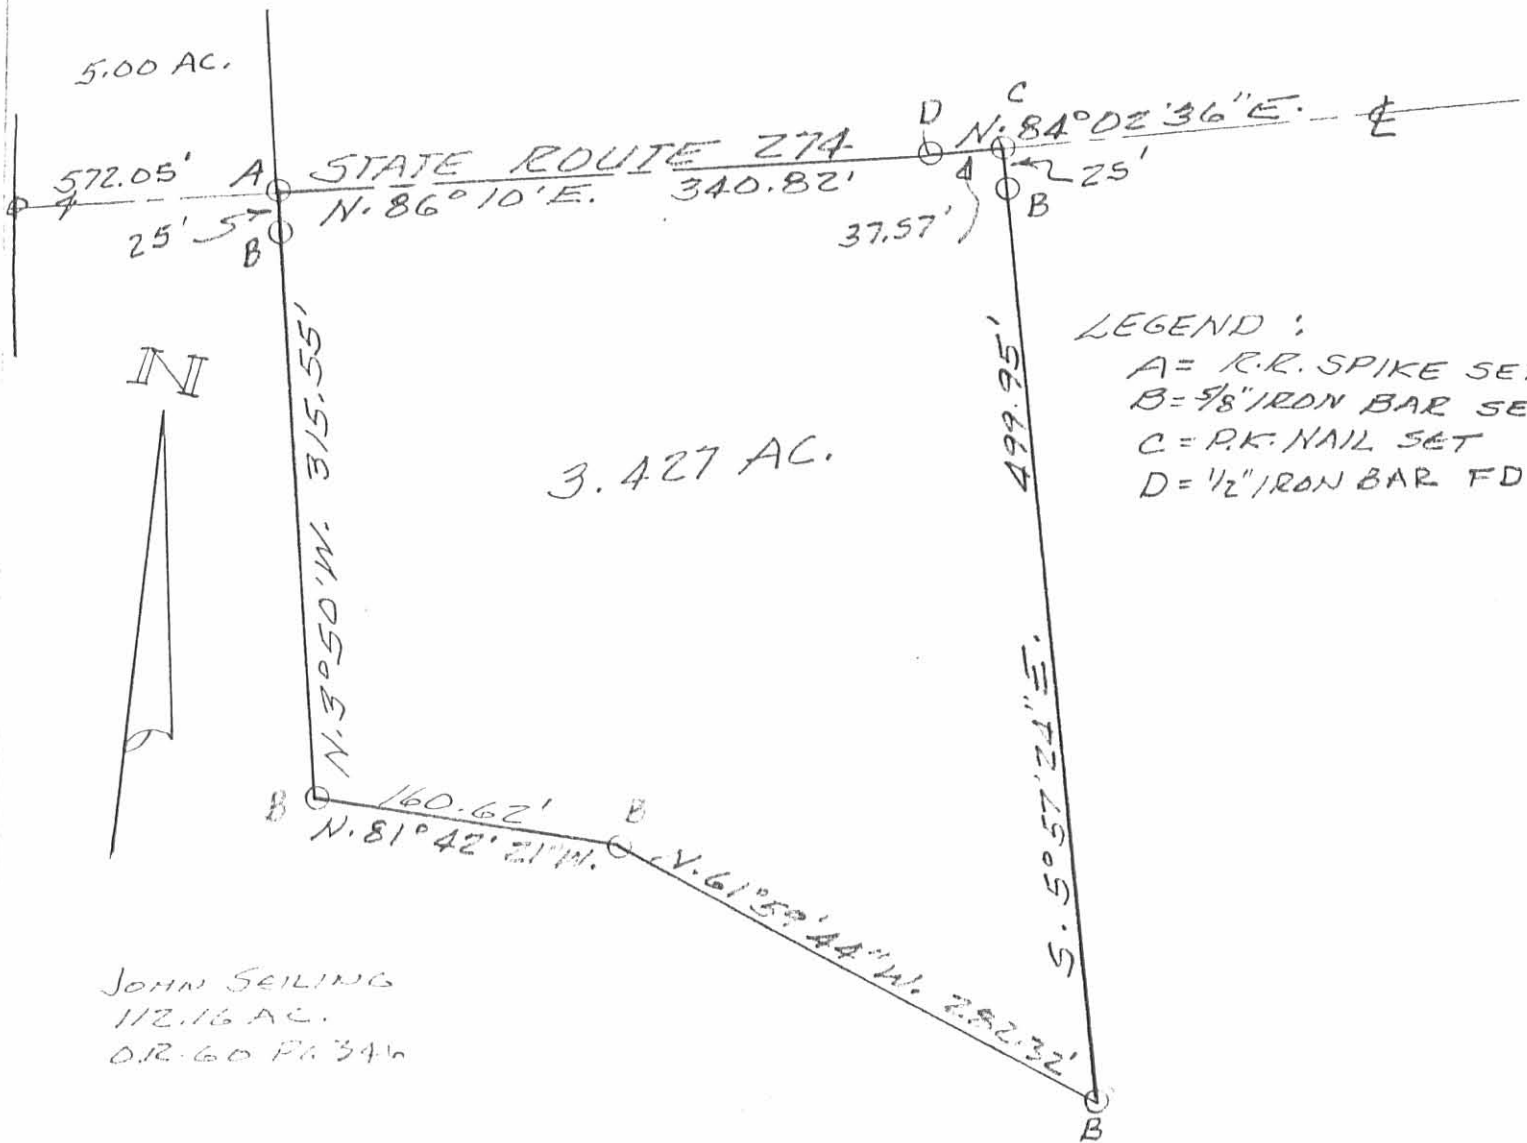 5.00 AC.
572.05'
A
STATE ROUTE 274
N. 86° 10' E.
340.82'
D
C
N. 84° 02' 36" E.
℄
25'
B
25'
B
37.57'
N
N. 3° 50' W. 315.55'
3.427 AC.
499.95'
S. 5° 57' 24" E.
LEGEND :
A = R.R. SPIKE SE
B = 5/8" IRON BAR SE
C = P.K. NAIL SET
D = 1/2" IRON BAR FD
B
160.62'
N. 81° 42' 21" W.
B
N. 61° 59' 44" W. 282.32'
B
JOHN SEILING
112.16 AC.
O.R. 60